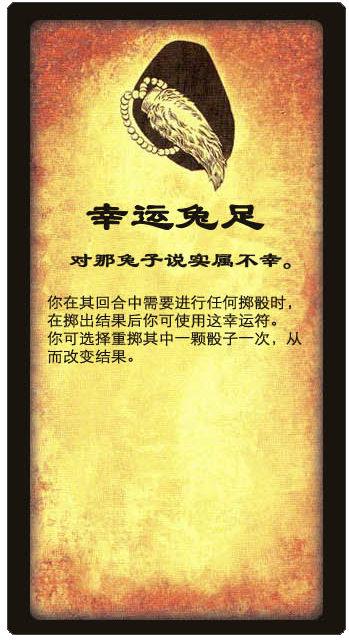 幸运兔足
对那兔子说实属不幸。
你在其回合中需要进行任何掷骰时，
在掷出结果后你可使用这幸运符。
你可选择重掷其中一颗骰子一次，从
而改变结果。